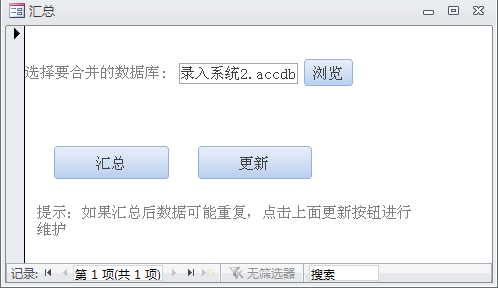 汇总
选择要合并的数据库: 录入系统2.accdb 浏览
汇总 更新
提示: 如果汇总后数据可能重复, 点击上面更新按钮进行
维护
记录: 第 1 项(共 1 项) 无筛选器 搜索